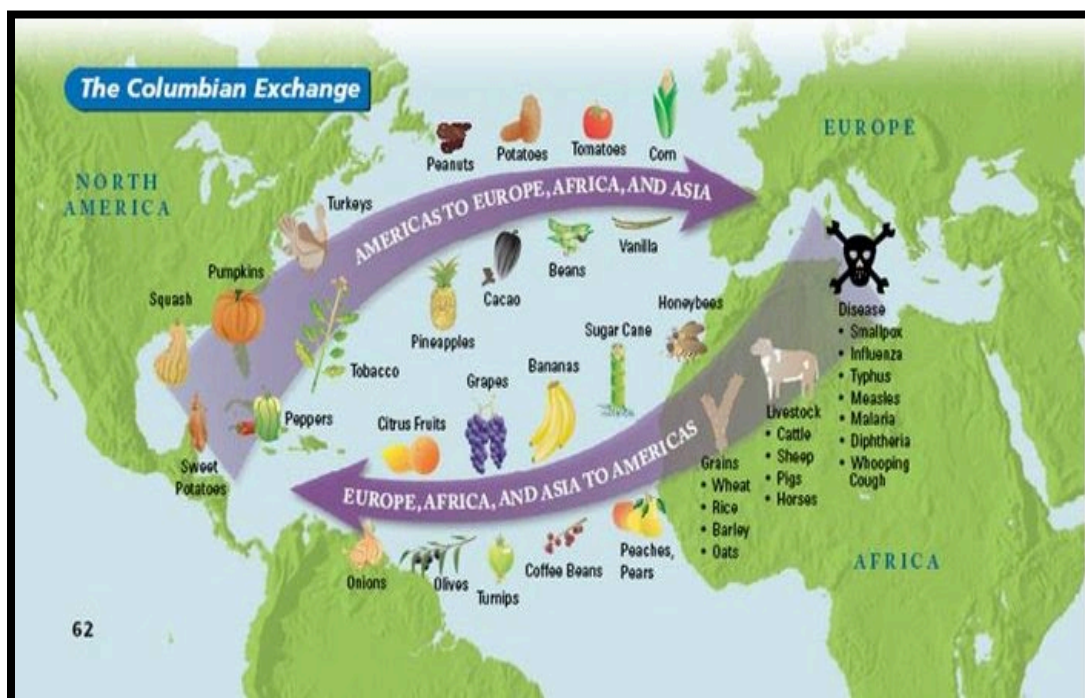 The Columbian Exchange
NORTH
AMERICA
EUROPE
AFRICA
AMERICAS TO EUROPE, AFRICA, AND ASIA
Peanuts
Potatoes
Tomatoes
Corn
Turkeys
Pumpkins
Squash
Cacao
Beans
Vanilla
Pineapples
Tobacco
Peppers
Sweet
Potatoes
EUROPE, AFRICA, AND ASIA TO AMERICAS
Honeybees
Sugar Cane
Bananas
Grapes
Citrus Fruits
Onions
Olives
Turnips
Coffee Beans
Peaches,
Pears
Grains
• Wheat
• Rice
• Barley
• Oats
Livestock
• Cattle
• Sheep
• Pigs
• Horses
Disease
• Smallpox
• Influenza
• Typhus
• Measles
• Malaria
• Diphtheria
• Whooping
Cough
62